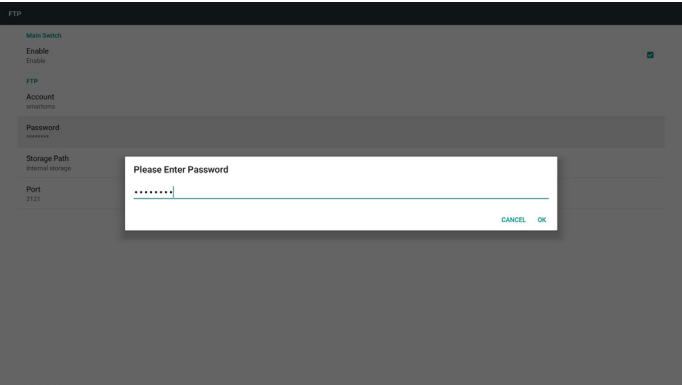 FTP
Main Switch
Enable
Enable
FTP
Account
smartcms
Password
********
Storage Path
Internal storage
Please Enter Password
••••••••
Port
2121
CANCEL OK